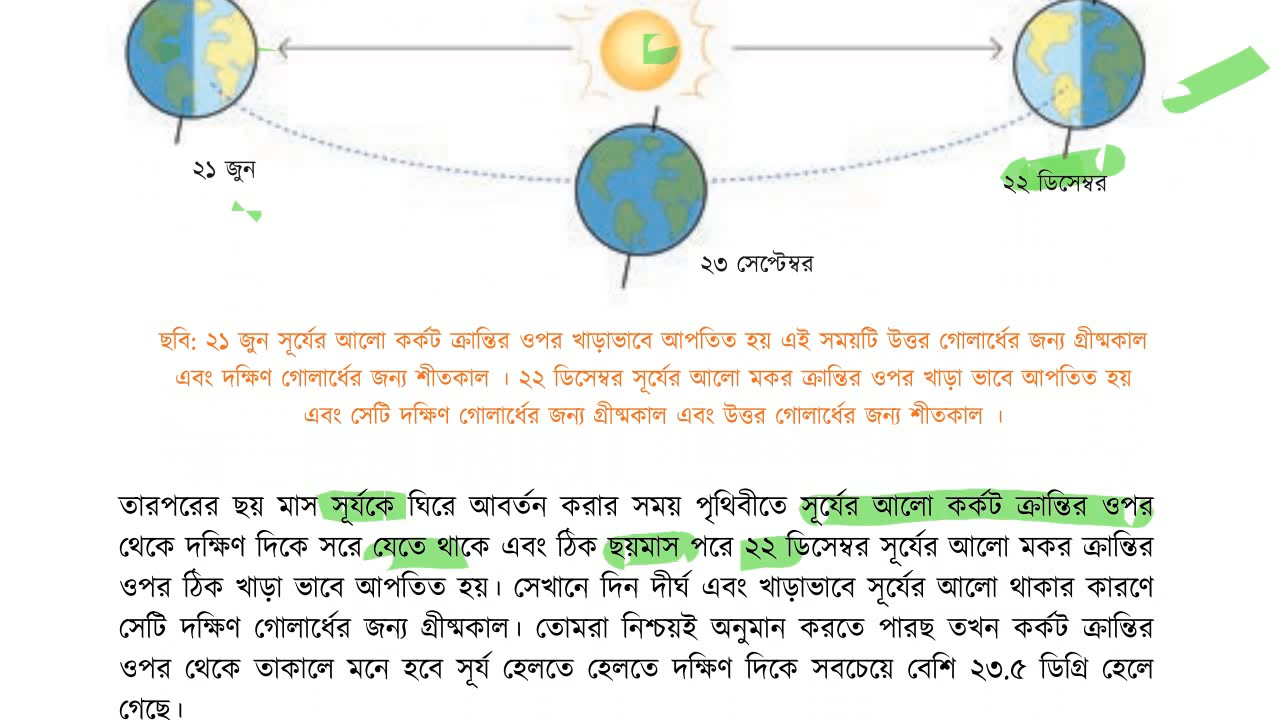 ২১ জুন
২২ ডিসেম্বর
২৩ সেপ্টেম্বর
ছবি: ২১ জুন সূর্যের আলো কর্কট ক্রান্তির ওপর খাড়াভাবে আপতিত হয় এই সময়টি উত্তর গোলার্ধের জন্য গ্রীষ্মকাল
এবং দক্ষিণ গোলার্ধের জন্য শীতকাল । ২২ ডিসেম্বর সূর্যের আলো মকর ক্রান্তির ওপর খাড়া ভাবে আপতিত হয়
এবং সেটি দক্ষিণ গোলার্ধের জন্য গ্রীষ্মকাল এবং উত্তর গোলার্ধের জন্য শীতকাল ।
তারপরের ছয় মাস সূর্যকে ঘিরে আবর্তন করার সময় পৃথিবীতে সূর্যের আলো কর্কট ক্রান্তির ওপর
থেকে দক্ষিণ দিকে সরে যেতে থাকে এবং ঠিক ছয়মাস পরে ২২ ডিসেম্বর সূর্যের আলো মকর ক্রান্তির
ওপর ঠিক খাড়া ভাবে আপতিত হয়। সেখানে দিন দীর্ঘ এবং খাড়াভাবে সূর্যের আলো থাকার কারণে
সেটি দক্ষিণ গোলার্ধের জন্য গ্রীষ্মকাল। তোমরা নিশ্চয়ই অনুমান করতে পারছ তখন কর্কট ক্রান্তির
ওপর থেকে তাকালে মনে হবে সূর্য হেলতে হেলতে দক্ষিণ দিকে সবচেয়ে বেশি ২৩.৫ ডিগ্রি হেলে
গেছে।